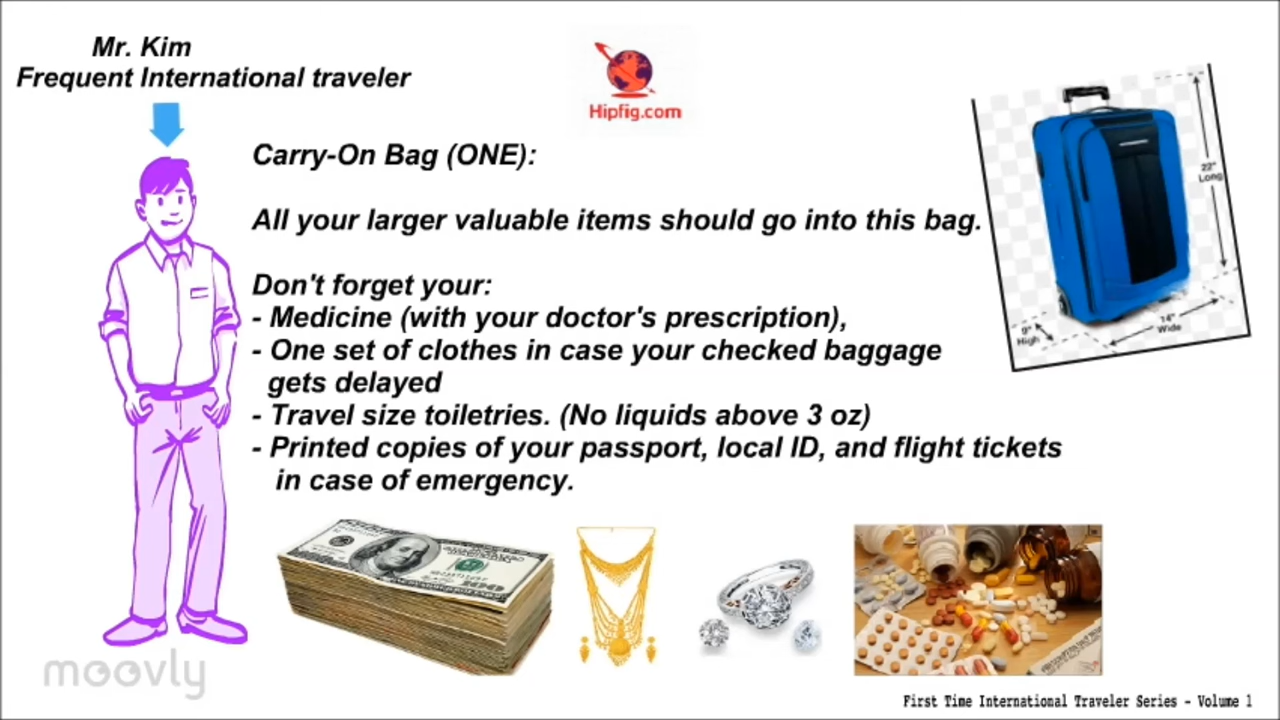 Mr. Kim
Frequent International traveler
Hipfig.com
Carry-On Bag (ONE):
All your larger valuable items should go into this bag.
Don't forget your:
- Medicine (with your doctor's prescription),
- One set of clothes in case your checked baggage
gets delayed
- Travel size toiletries. (No liquids above 3 oz)
- Printed copies of your passport, local ID, and flight tickets
in case of emergency.
22"
Long
14"
Wide
9"
High
100
moovly
First Time International Traveler Series - Volume 1